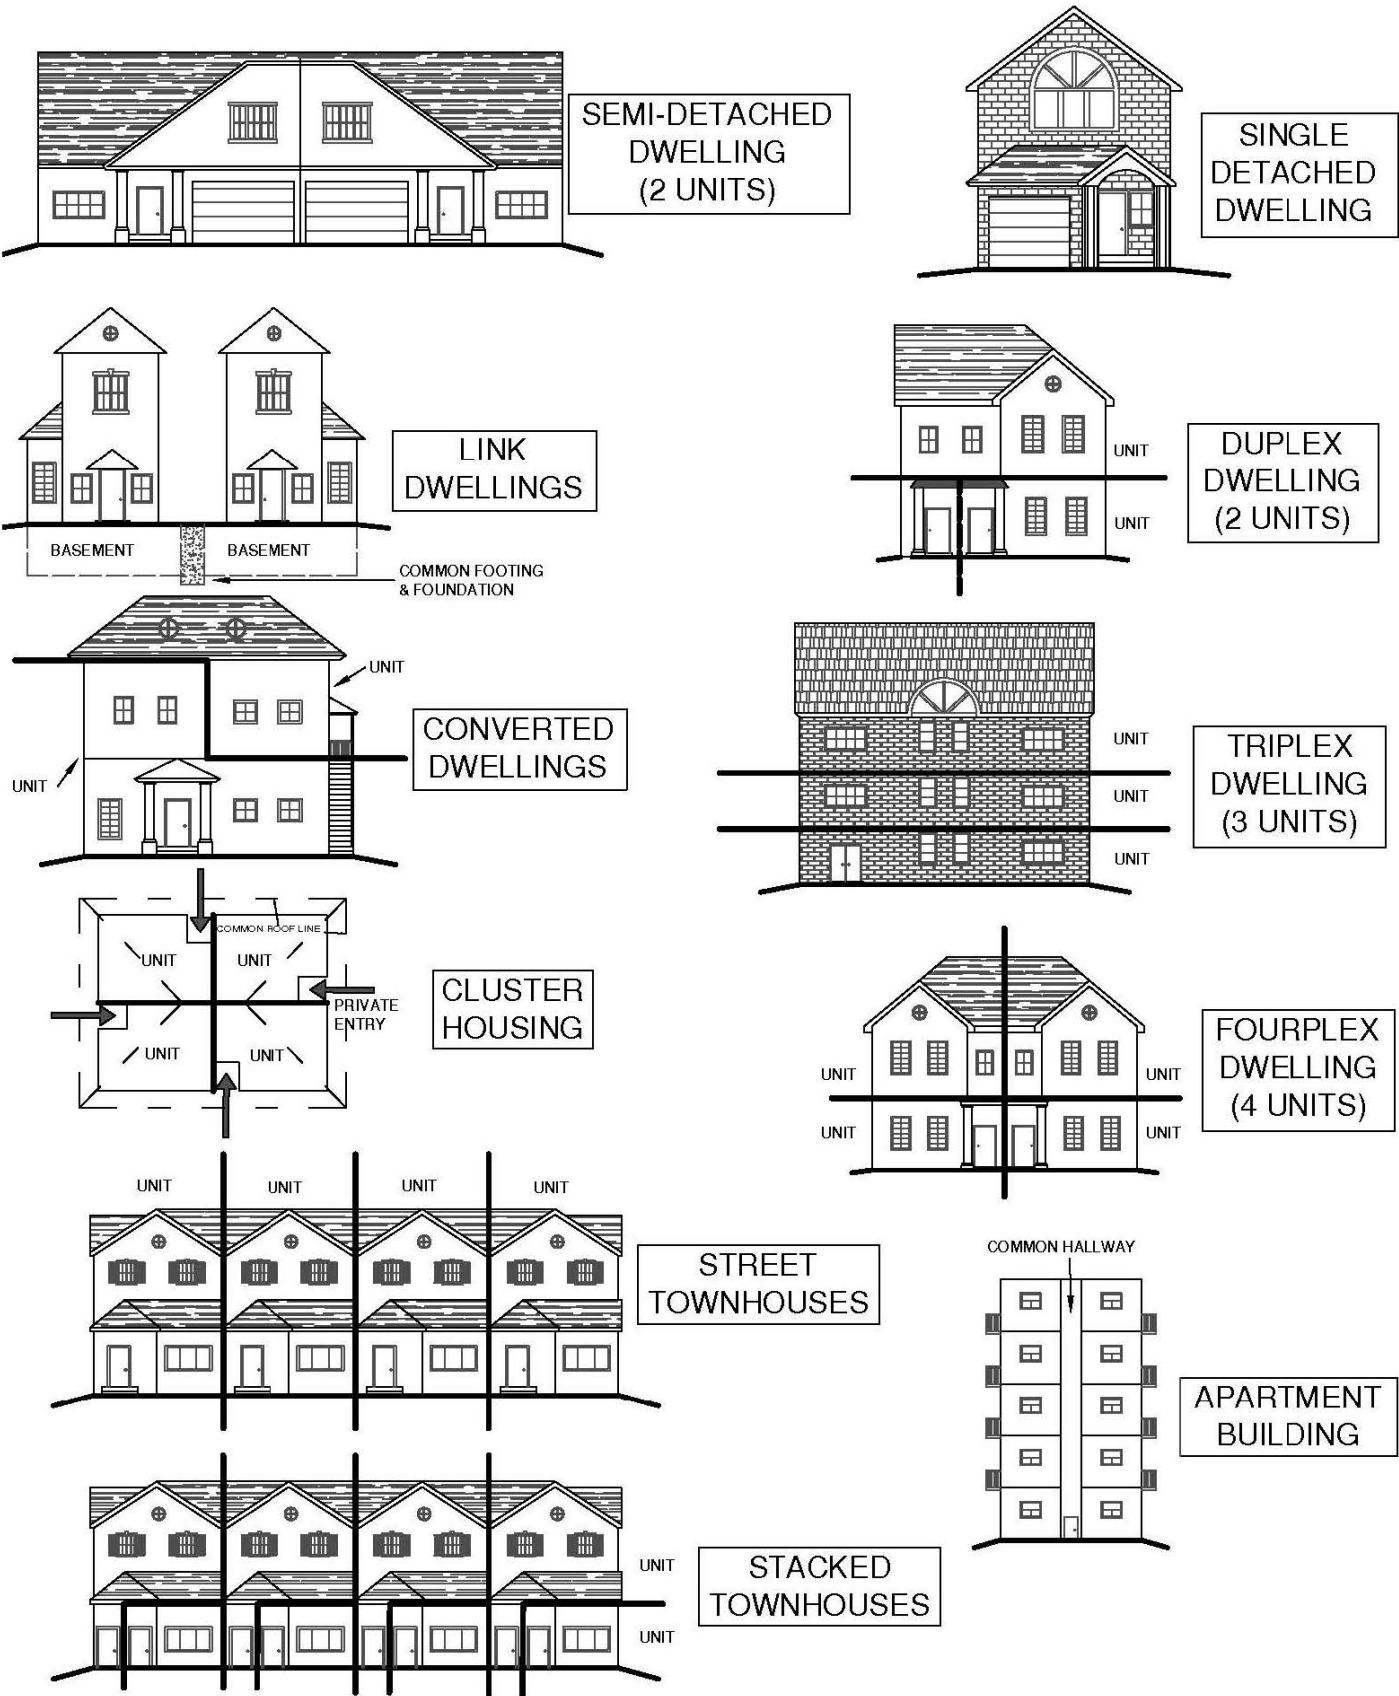 SEMI-DETACHED
DWELLING
(2 UNITS)
SINGLE
DETACHED
DWELLING
LINK
DWELLINGS
BASEMENT
BASEMENT
COMMON FOOTING
& FOUNDATION
UNIT
UNIT
DUPLEX
DWELLING
(2 UNITS)
UNIT
UNIT
CONVERTED
DWELLINGS
UNIT
UNIT
UNIT
TRIPLEX
DWELLING
(3 UNITS)
COMMON ROOF LINE
UNIT
UNIT
PRIVATE
ENTRY
UNIT
UNIT
CLUSTER
HOUSING
UNIT
UNIT
UNIT
UNIT
FOURPLEX
DWELLING
(4 UNITS)
UNIT
UNIT
UNIT
UNIT
STREET
TOWNHOUSES
COMMON HALLWAY
APARTMENT
BUILDING
UNIT
UNIT
STACKED
TOWNHOUSES